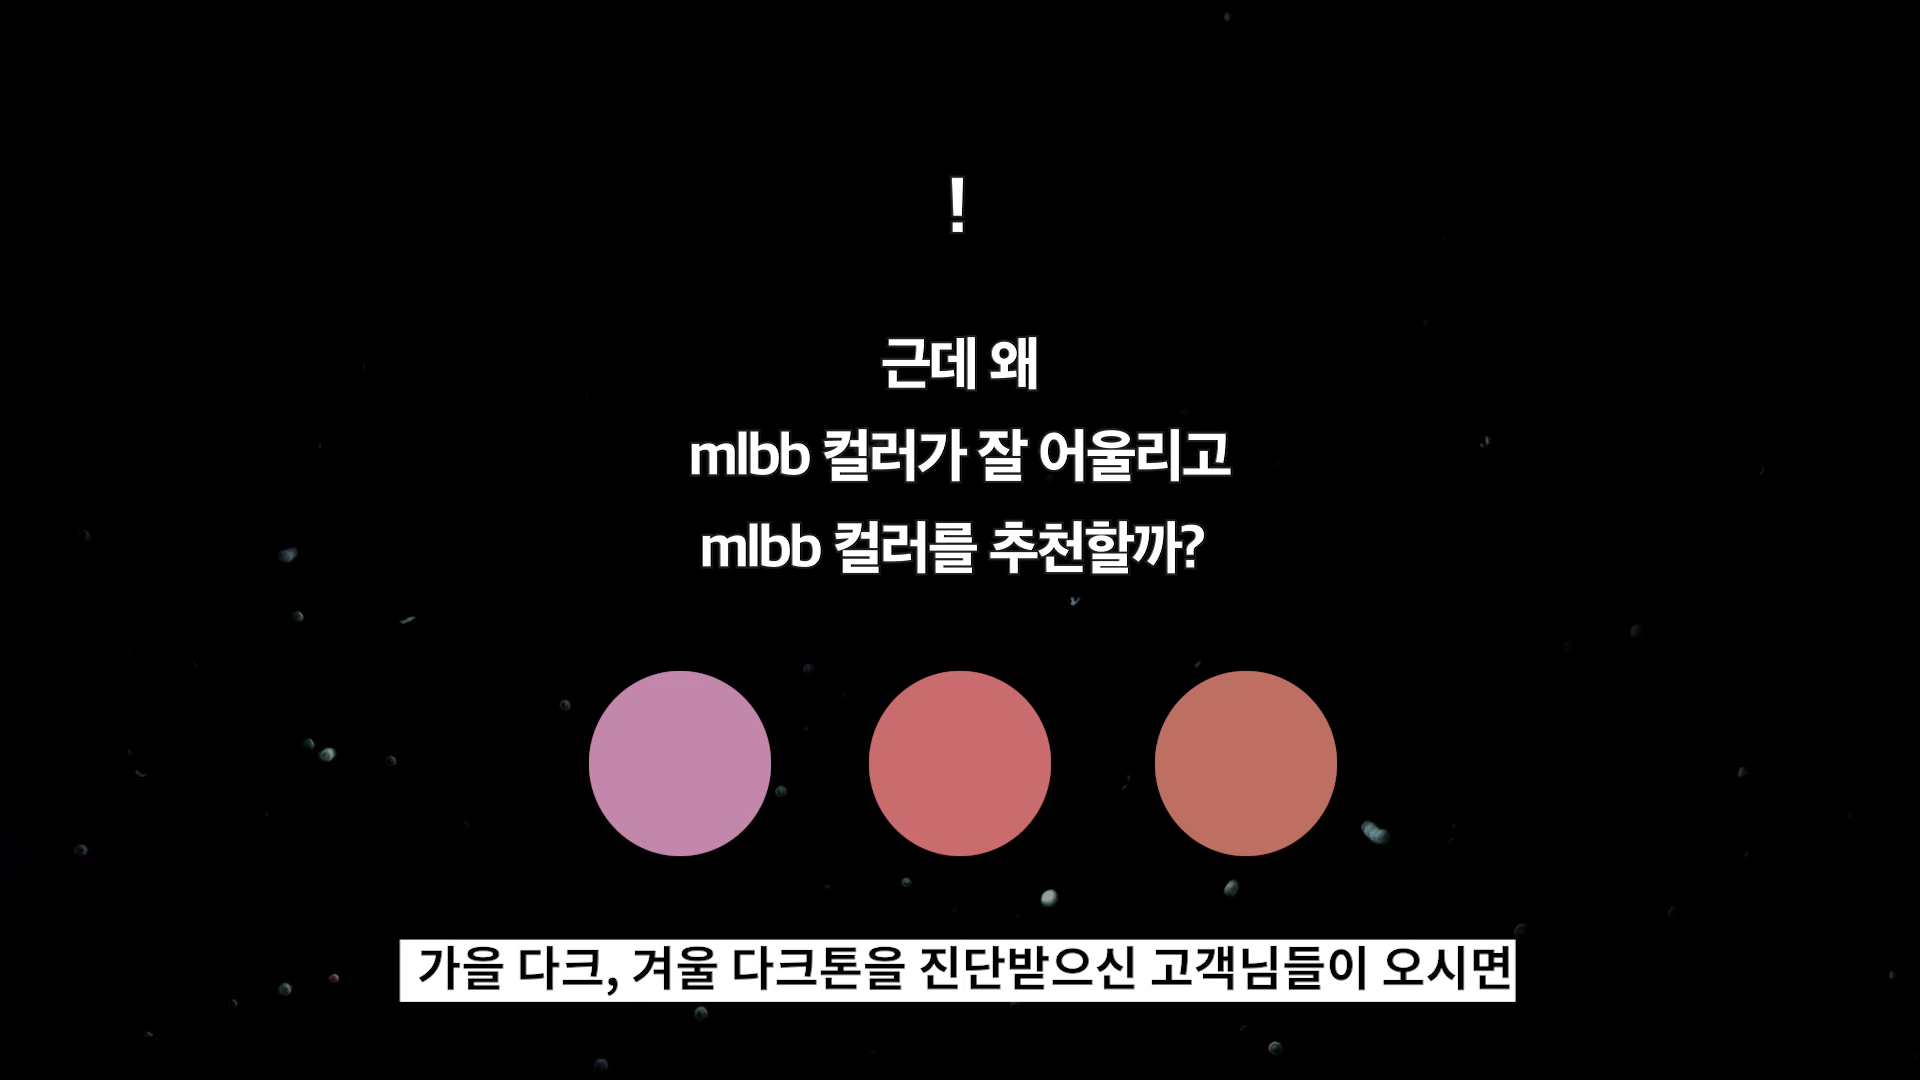 !
근데 왜
mlbb 컬러가 잘 어울리고
mlbb 컬러를 추천할까?
가을 다크, 겨울 다크톤을 진단받으신 고객님들이 오시면